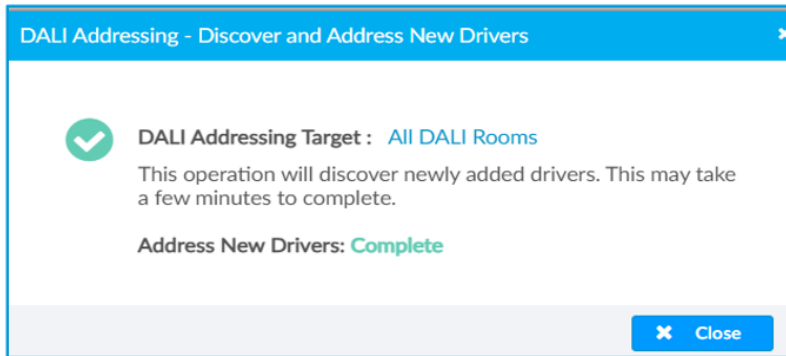 DALI Addressing - Discover and Address New Drivers
DALI Addressing Target : All DALI Rooms
This operation will discover newly added drivers. This may take
a few minutes to complete.
Address New Drivers: Complete
Close